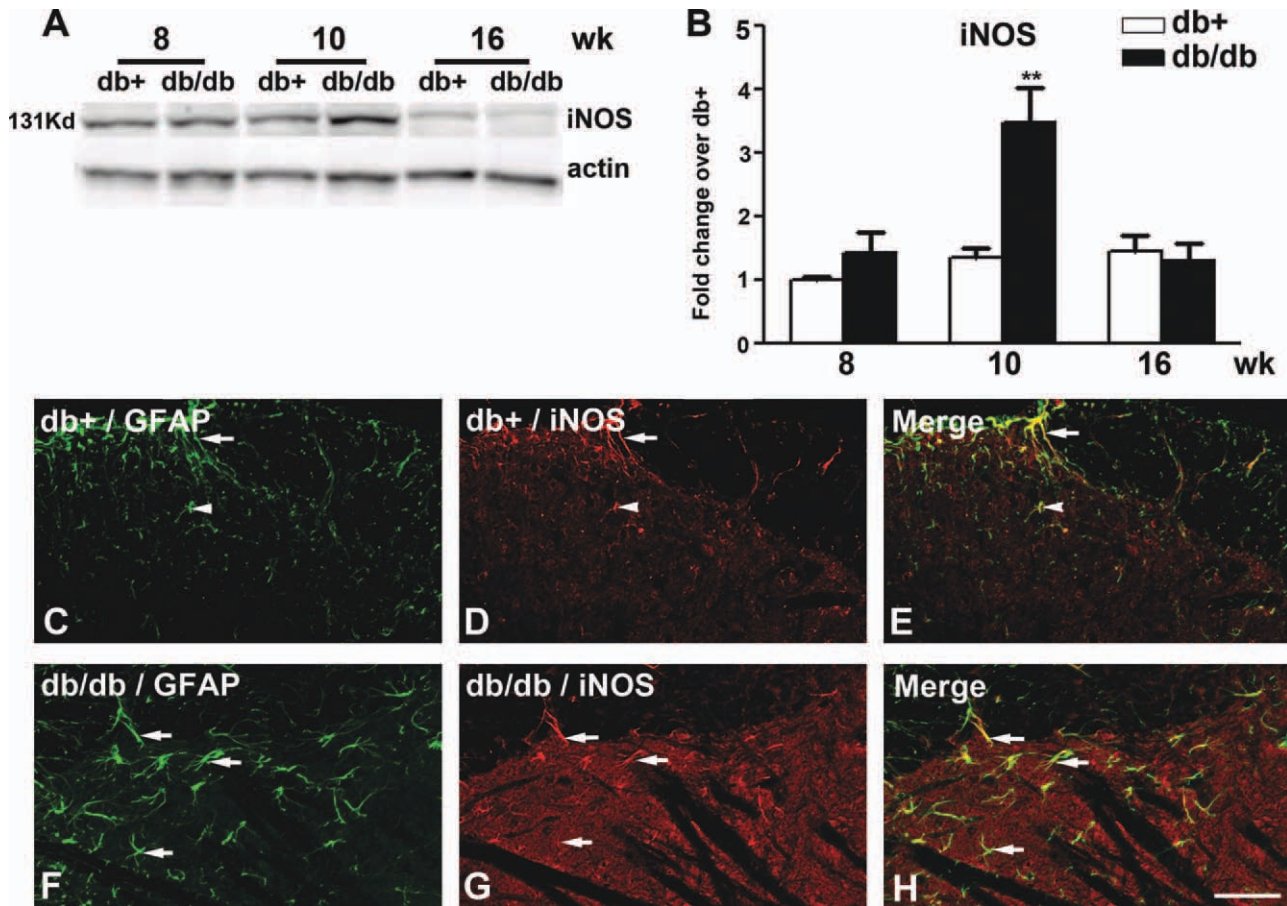 A
8 10 16 wk
db+ db/db db+ db/db db+ db/db
131Kd iNOS
actin
B
iNOS
db+
db/db
Fold change over db+
5
4
3
2
1
0
**
8 10 16 wk
db+ / GFAP
C
db+ / iNOS
D
Merge
E
db/db / GFAP
F
db/db / iNOS
G
Merge
H